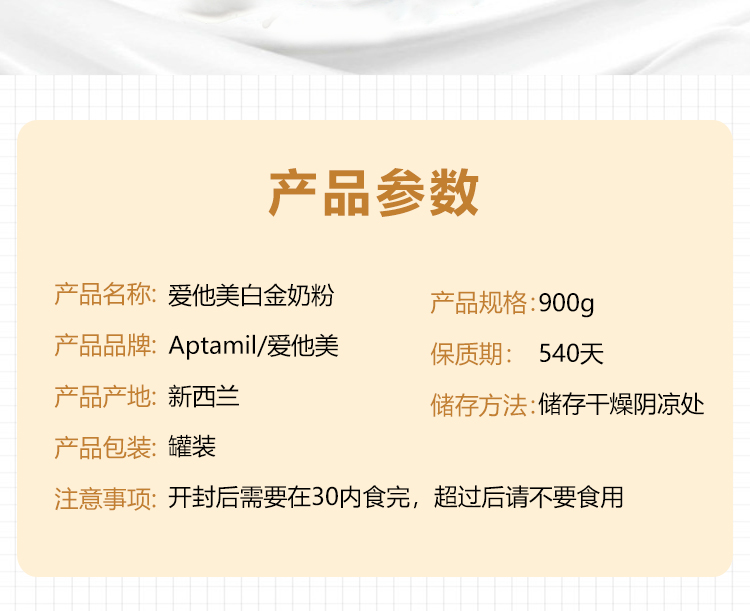 产品参数
产品名称: 爱他美白金奶粉
产品规格:900g
产品品牌: Aptamil/爱他美
保质期: 540天
产品产地: 新西兰
储存方法:储存干燥阴凉处
产品包装: 罐装
注意事项: 开封后需要在30内食完，超过后请不要食用